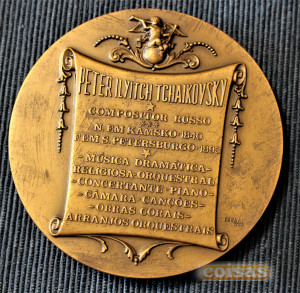 PETER ILYITCH TCHAIKOVSKY
COMPOSITOR RUSSO
N. EM KAMSKO - 1840
F. EM S. PETERSBURGO - 1893
- MÚSICA DRAMÁTICA -
RELIGIOSA - ORQUESTRAL
- CONCERTANTE - PIANO -
- CÂMARA - CANÇÕES -
- OBRAS CORAIS -
ARRANJOS ORQUESTRAIS
coisas